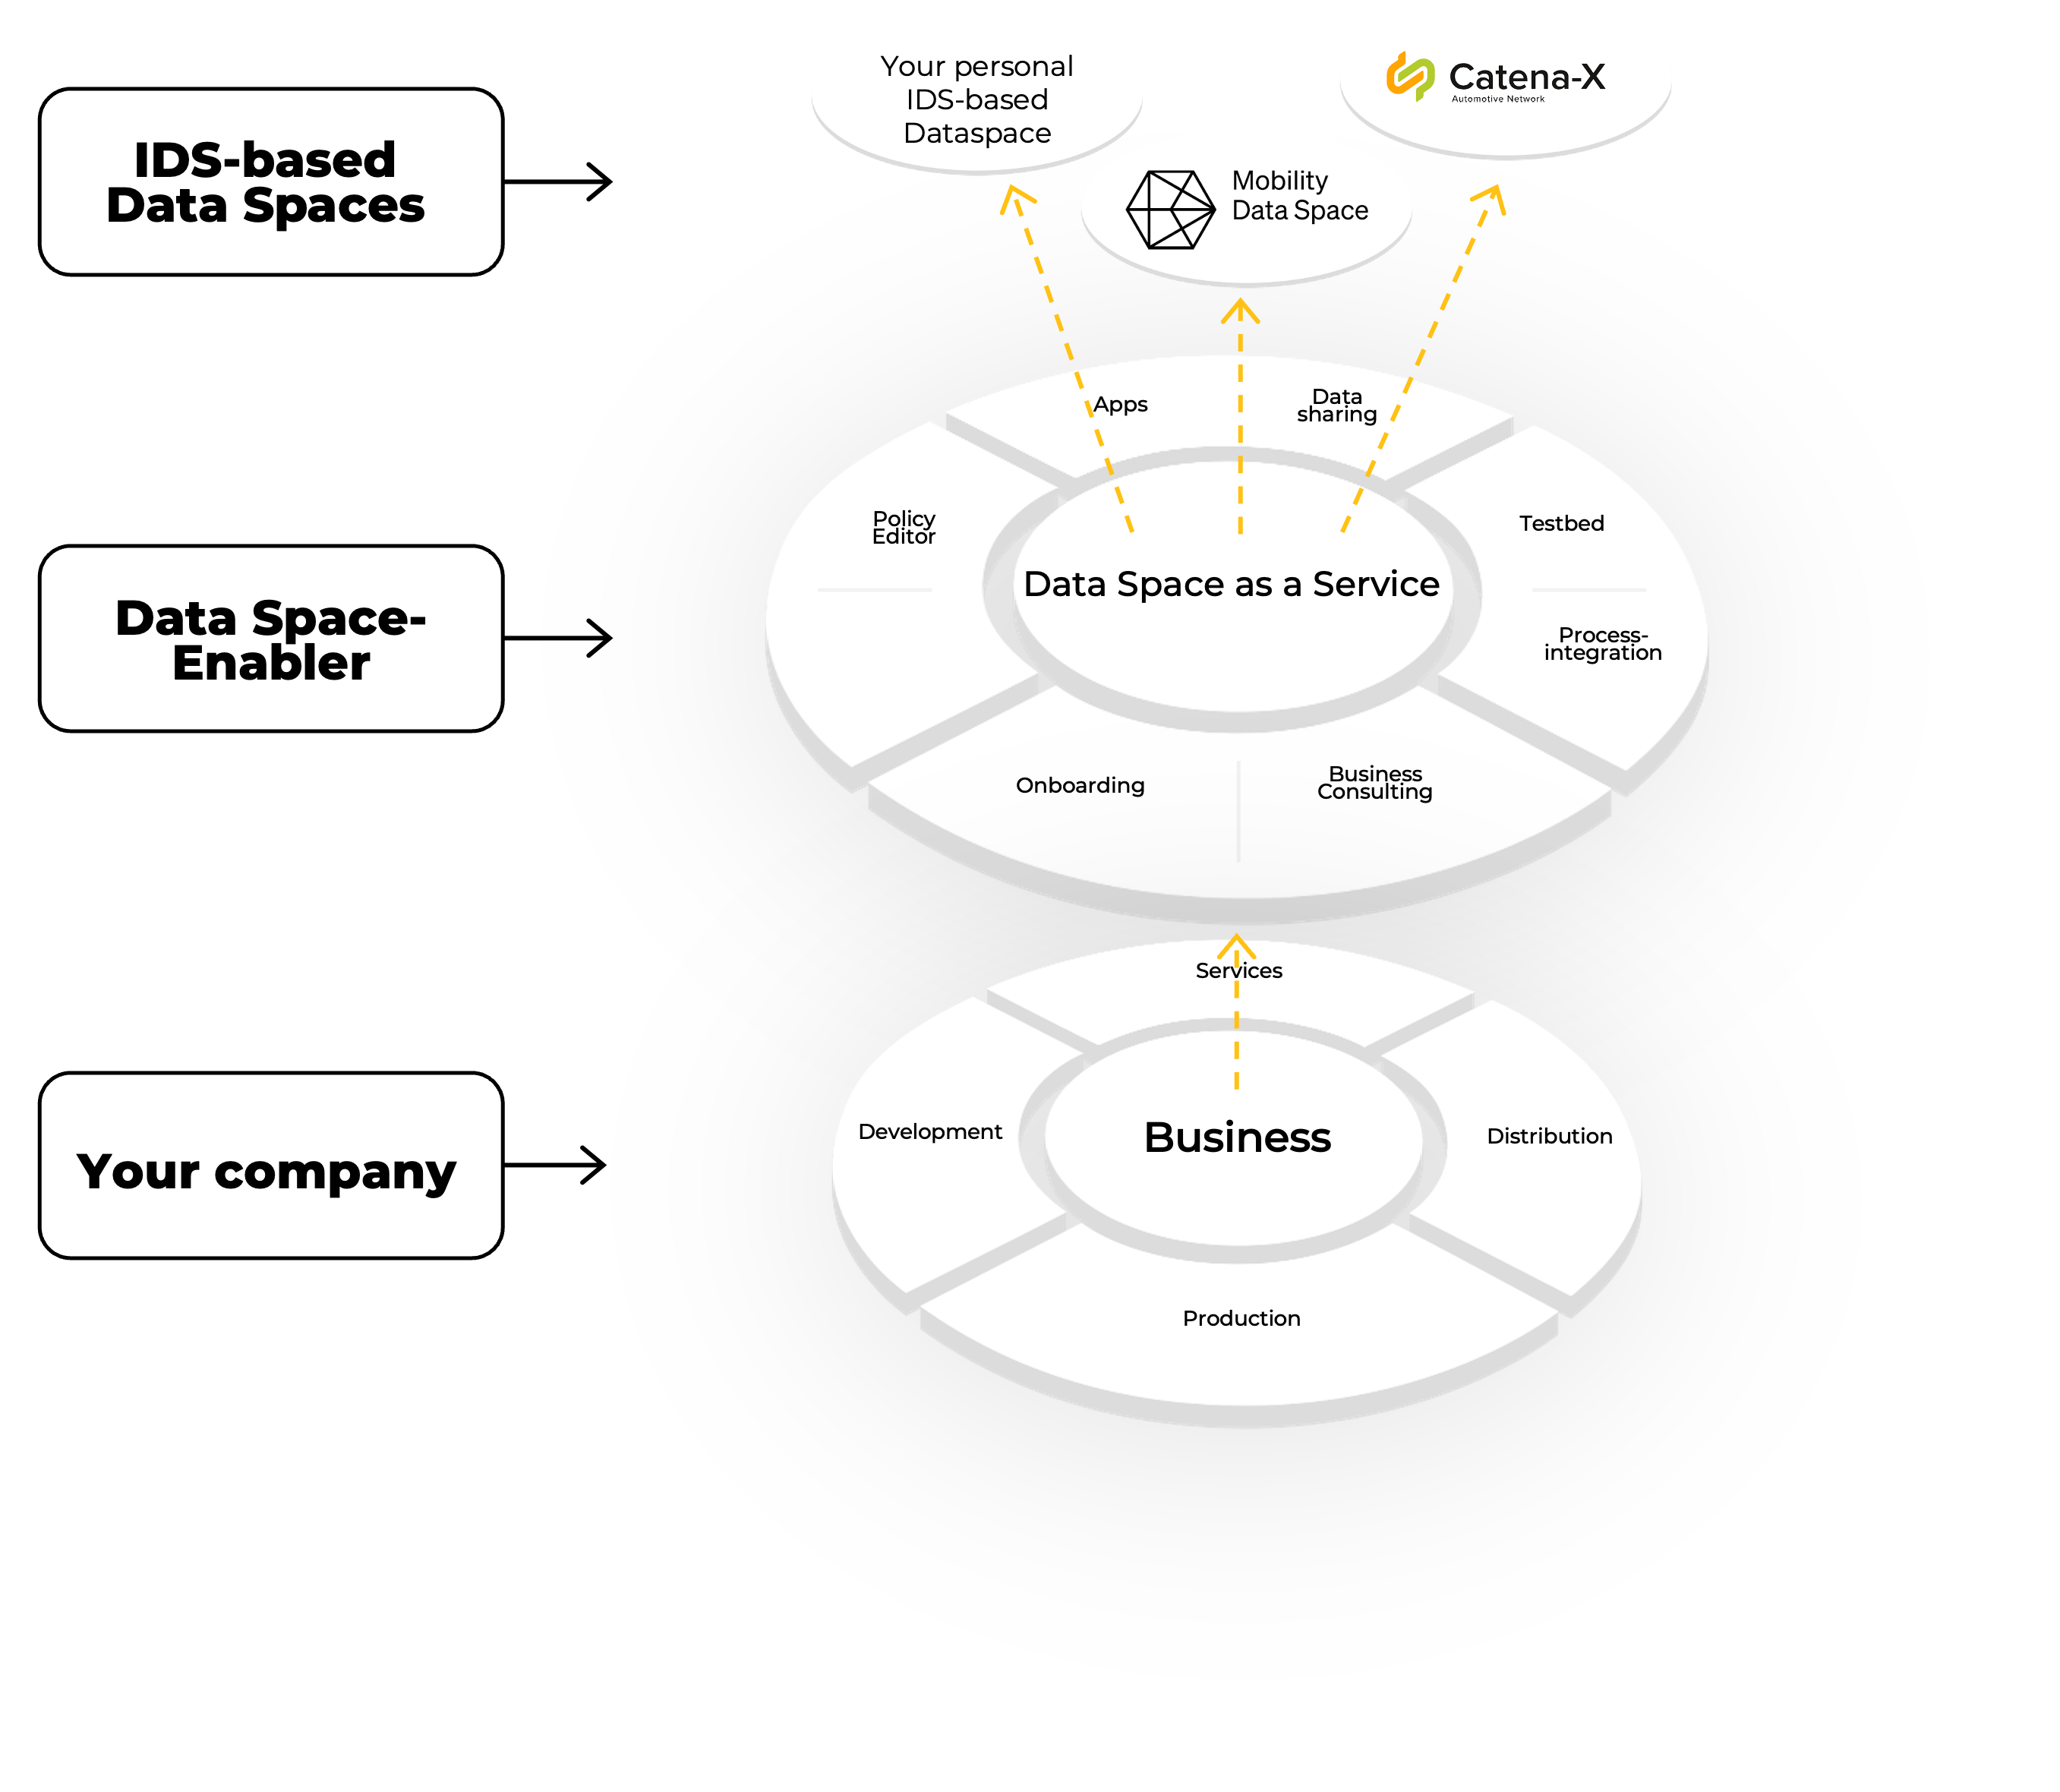 Your personal
IDS-based
Dataspace
Catena-X
Automotive Network
IDS-based
Data Spaces
Mobility
Data Space
Apps
Data
sharing
Policy
Editor
Testbed
Data Space as a Service
Data Space-
Enabler
Process-
integration
Onboarding
Business
Consulting
Services
Development
Business
Distribution
Your company
Production